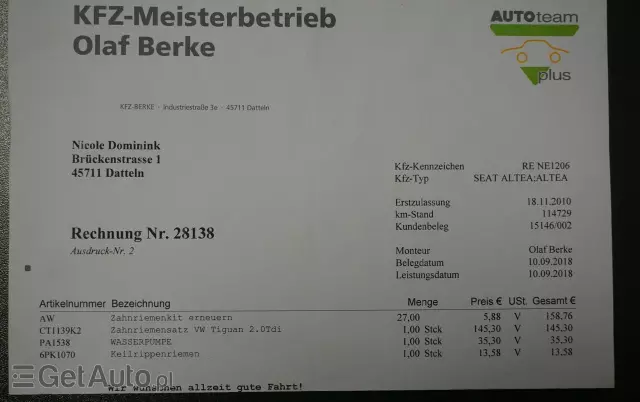 KFZ-Meisterbetrieb
Olaf Berke
AUTOteam
plus
KFZ-BERKE - Industriestraße 3e - 45711 Datteln
Nicole Dominink
Brückenstrasse 1
45711 Datteln
Kfz-Kennzeichen RE NE1206
Kfz-Typ SEAT ALTEA;ALTEA
Erstzulassung 18.11.2010
km-Stand 114729
Kundenbeleg 15146/002
Rechnung Nr. 28138
Ausdruck-Nr. 2
Monteur Olaf Berke
Belegdatum 10.09.2018
Leistungsdatum 10.09.2018
Artikelnummer Bezeichnung Menge Preis € USt. Gesamt €
AW Zahnriemenkit erneuern 27,00 5,88 V 158,76
CT1139K2 Zahnriemensatz VW Tiguan 2.0Tdi 1,00 Stck 145,30 V 145,30
PA1538 WASSERPUMPE 1,00 Stck 35,30 V 35,30
6PK1070 Keilrippenriemen 1,00 Stck 13,58 V 13,58
Wir wünschen allzeit gute Fahrt!
GetAuto.pl